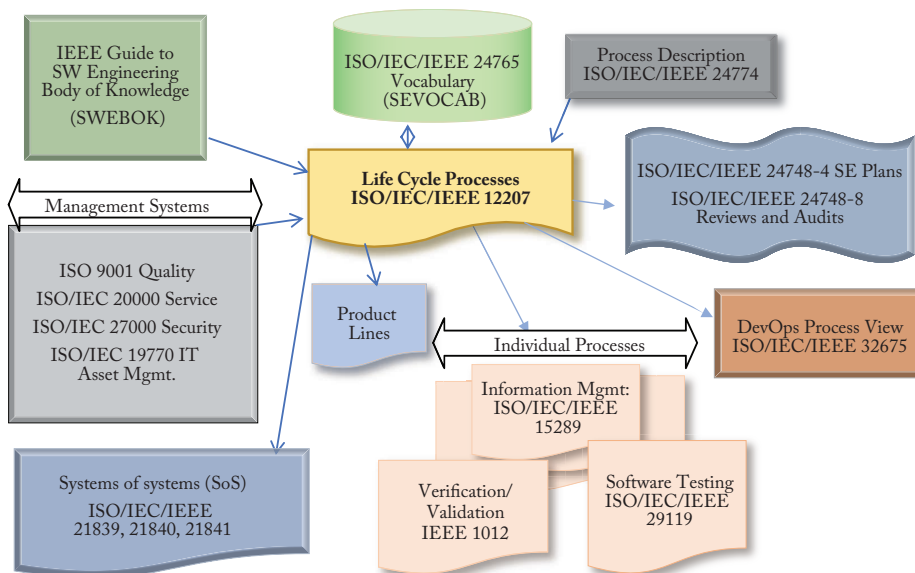 IEEE Guide to
SW Engineering
Body of Knowledge
(SWEBOK)
ISO/IEC/IEEE 24765
Vocabulary
(SEVOCAB)
Process Description
ISO/IEC/IEEE 24774
Life Cycle Processes
ISO/IEC/IEEE 12207
ISO/IEC/IEEE 24748-4 SE Plans
ISO/IEC/IEEE 24748-8
Reviews and Audits
Management Systems
ISO 9001 Quality
ISO/IEC 20000 Service
ISO/IEC 27000 Security
ISO/IEC 19770 IT
Asset Mgmt.
Product
Lines
Individual Processes
DevOps Process View
ISO/IEC/IEEE 32675
Information Mgmt:
ISO/IEC/IEEE
15289
Systems of systems (SoS)
ISO/IEC/IEEE
21839, 21840, 21841
Verification/
Validation
IEEE 1012
Software Testing
ISO/IEC/IEEE
29119